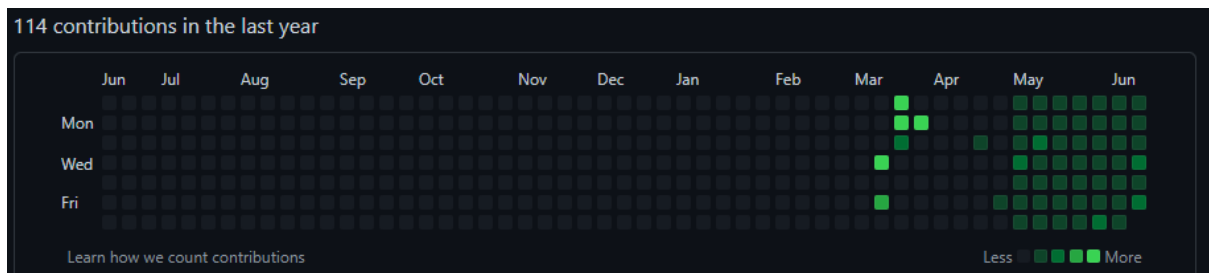 114 contributions in the last year
Jun Jul Aug Sep Oct Nov Dec Jan Feb Mar Apr May Jun
Mon
Wed
Fri
Learn how we count contributions Less More